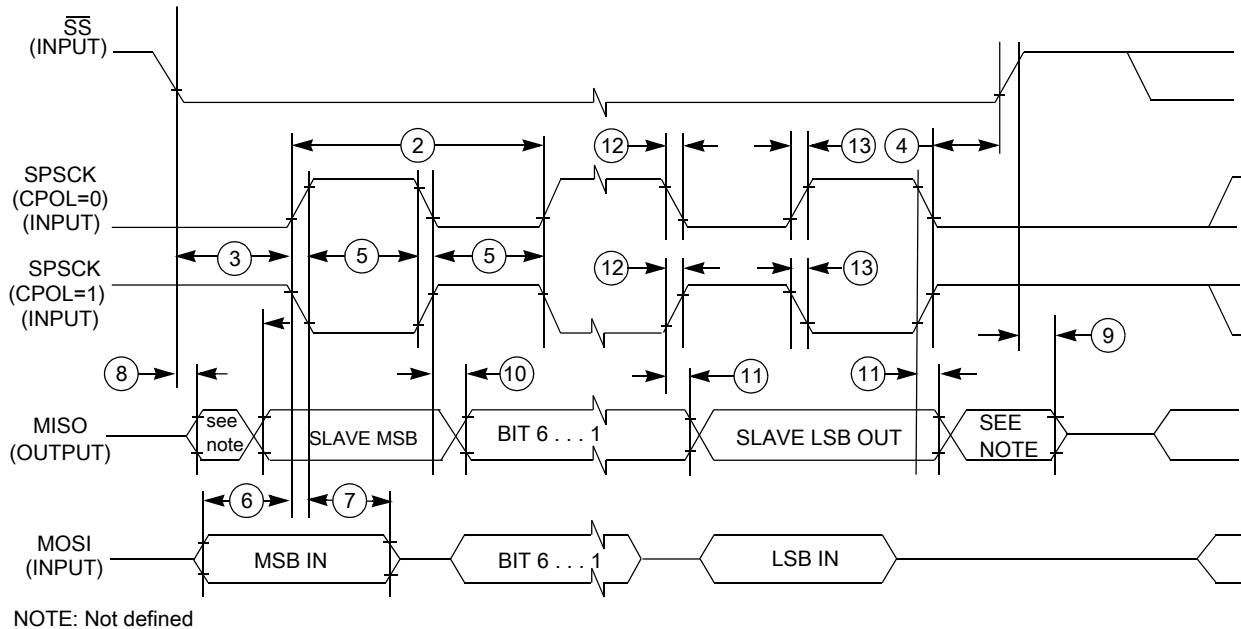 SS
(INPUT)
2
12
13
4
SPSCK
(CPOL=0)
(INPUT)
3
5
5
SPSCK
(CPOL=1)
(INPUT)
12
13
8
10
11
11
9
MISO
(OUTPUT)
see
note
SLAVE MSB
BIT 6 . . . 1
SLAVE LSB OUT
SEE
NOTE
6
7
MOSI
(INPUT)
MSB IN
BIT 6 . . . 1
LSB IN
NOTE: Not defined